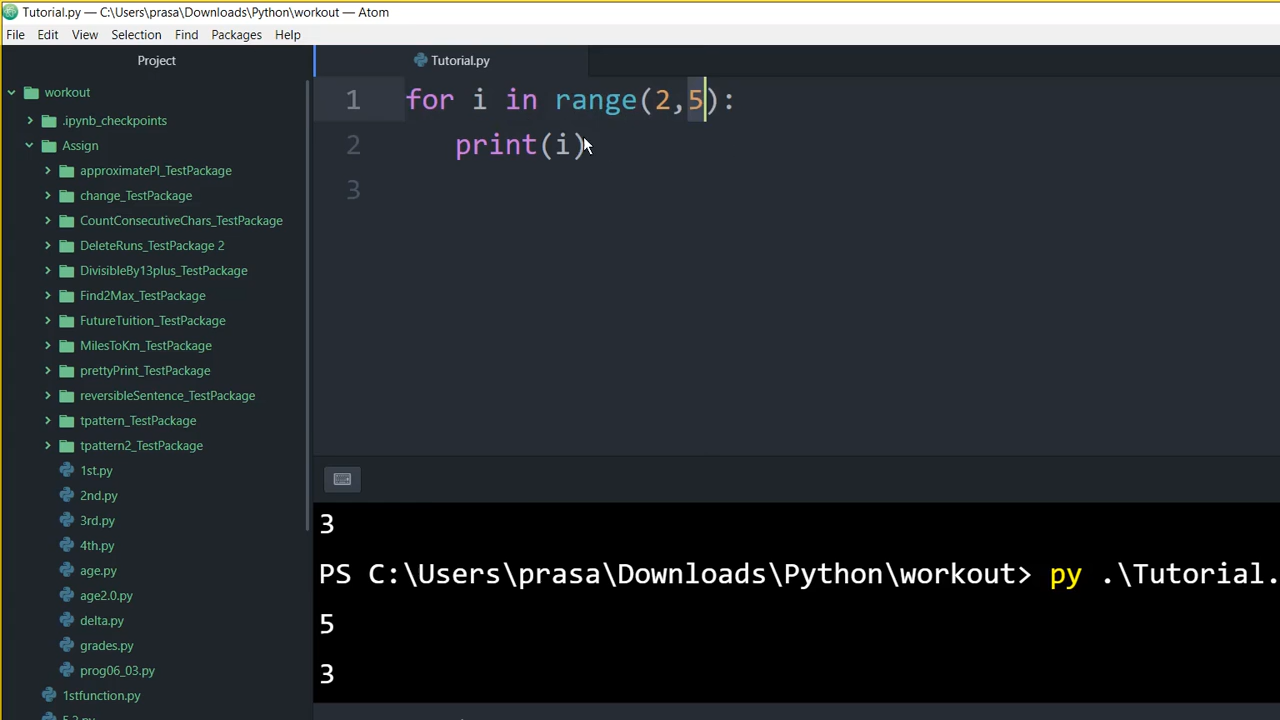 Tutorial.py — C:\Users\prasa\Downloads\Python\workout — Atom
File Edit View Selection Find Packages Help
Project
workout
.ipynb_checkpoints
Assign
approximatePI_TestPackage
change_TestPackage
CountConsecutiveChars_TestPackage
DeleteRuns_TestPackage 2
DivisibleBy13plus_TestPackage
Find2Max_TestPackage
FutureTuition_TestPackage
MilesToKm_TestPackage
prettyPrint_TestPackage
reversibleSentence_TestPackage
tpattern_TestPackage
tpattern2_TestPackage
1st.py
2nd.py
3rd.py
4th.py
age.py
age2.0.py
delta.py
grades.py
prog06_03.py
1stfunction.py
Tutorial.py
1 for i in range(2,5):
2 print(i)
3
3
PS C:\Users\prasa\Downloads\Python\workout> py .\Tutorial.
5
3